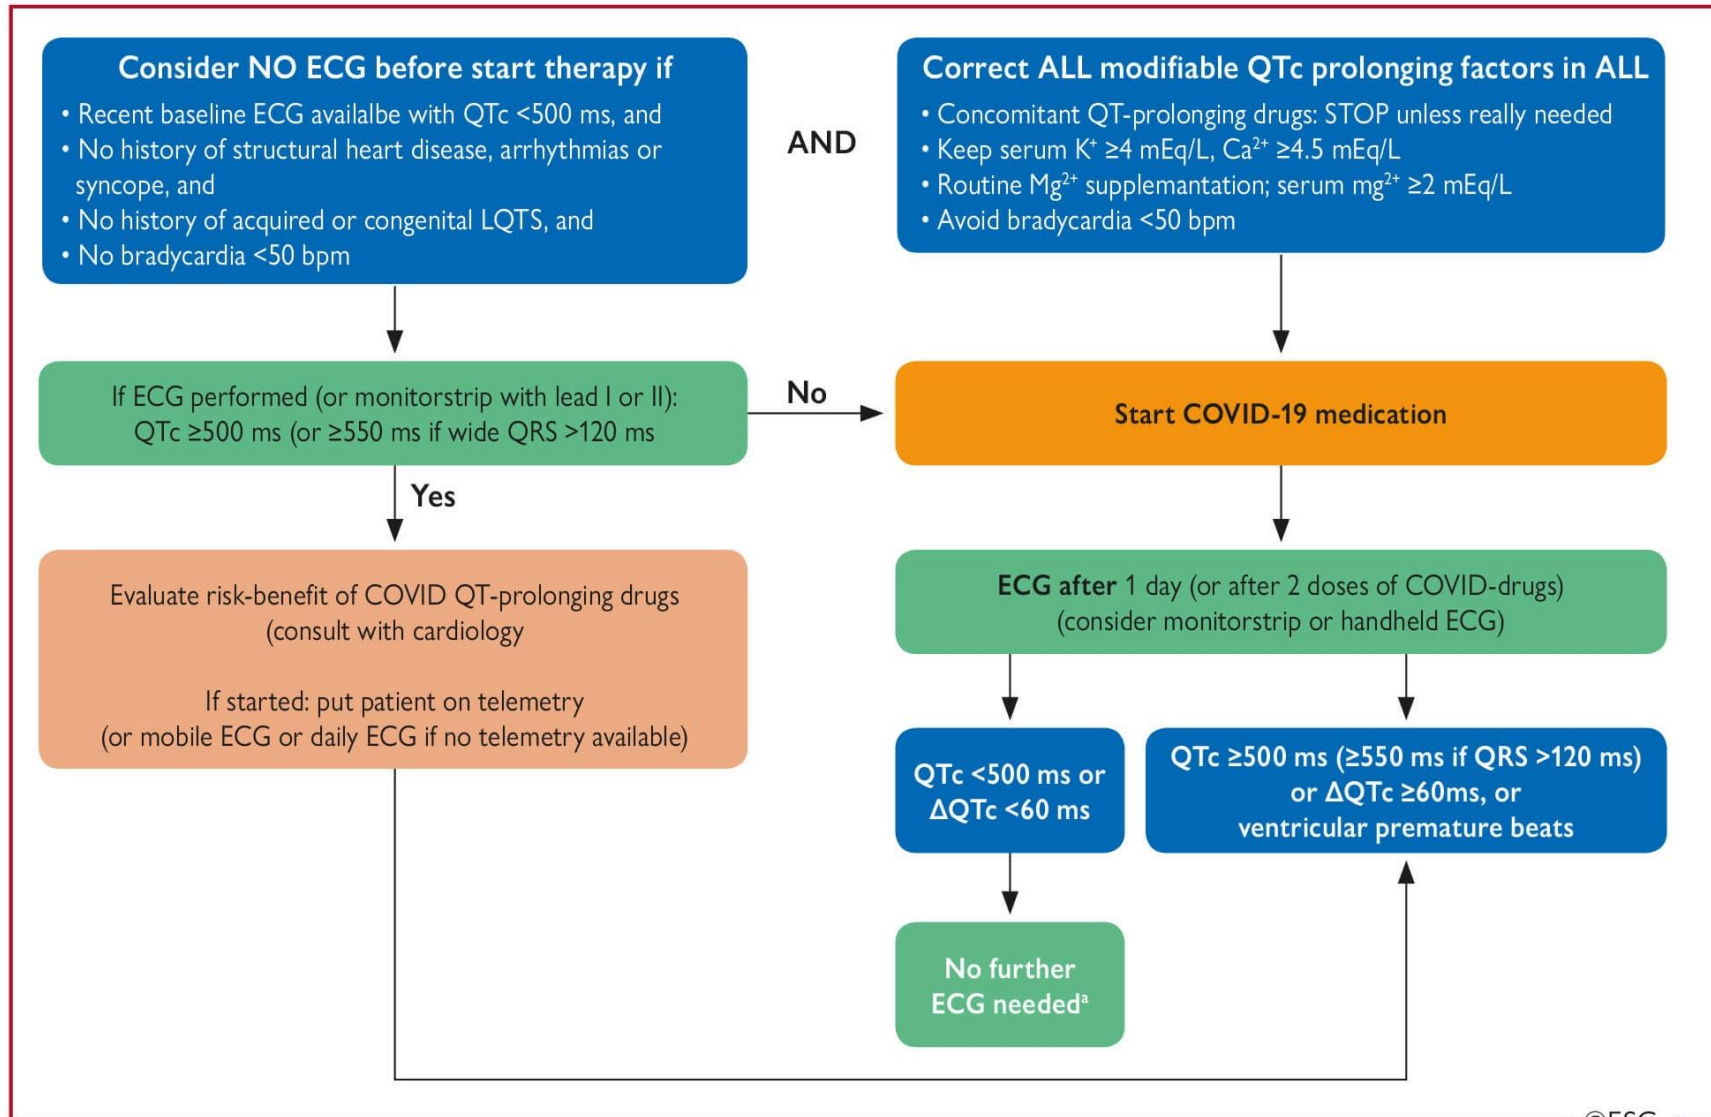 Consider NO ECG before start therapy if
• Recent baseline ECG availalbe with QTc <500 ms, and
• No history of structural heart disease, arrhythmias or
syncope, and
• No history of acquired or congenital LQTS, and
• No bradycardia <50 bpm
AND
Correct ALL modifiable QTc prolonging factors in ALL
• Concomitant QT-prolonging drugs: STOP unless really needed
• Keep serum K⁺ ≥4 mEq/L, Ca²⁺ ≥4.5 mEq/L
• Routine Mg²⁺ supplemantation; serum mg²⁺ ≥2 mEq/L
• Avoid bradycardia <50 bpm
If ECG performed (or monitorstrip with lead I or II):
QTc ≥500 ms (or ≥550 ms if wide QRS >120 ms
No
Start COVID-19 medication
Yes
Evaluate risk-benefit of COVID QT-prolonging drugs
(consult with cardiology
If started: put patient on telemetry
(or mobile ECG or daily ECG if no telemetry available)
ECG after 1 day (or after 2 doses of COVID-drugs)
(consider monitorstrip or handheld ECG)
QTc <500 ms or
ΔQTc <60 ms
QTc ≥500 ms (≥550 ms if QRS >120 ms)
or ΔQTc ≥60ms, or
ventricular premature beats
No further
ECG neededᵃ
©ESC